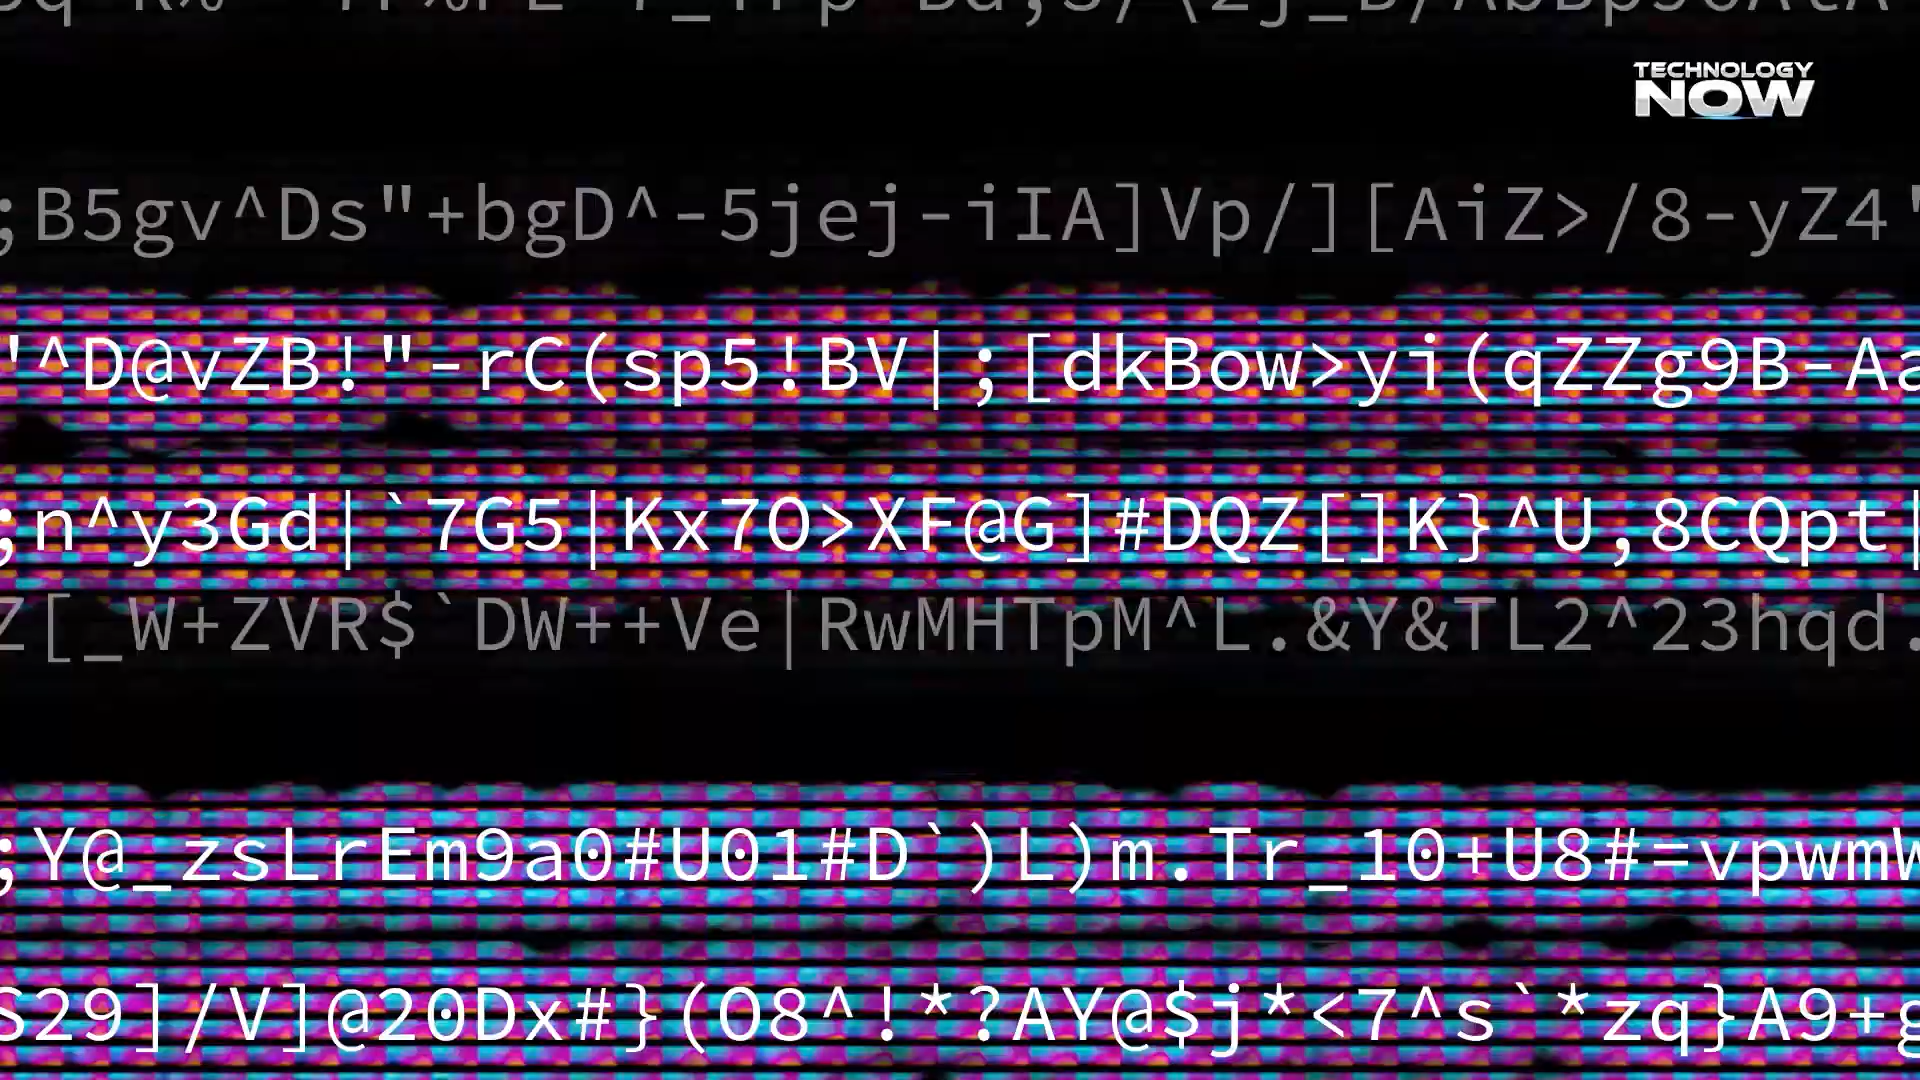 TECHNOLOGY
NOW
;B5gv^Ds"+bgD^-5jej-iIA]Vp/][AiZ>/8-yZ4"
'^D@vZB!"-rC(sp5!BV|;[dkBow>yi(qZZg9B-Aa
;n^y3Gd|`7G5|Kx7O>XF@G]#DQZ[]K}^U,8CQpt|
Z[_W+ZVR$`DW++Ve|RwMHTpM^L.&Y&TL2^23hqd.
;Y@_zsLrEm9a0#U01#D`)L)m.Tr_10+U8#=vpwmW
S29]/V]@20Dx#}(O8^!*?AY@$j*<7^s`*zq}A9+g